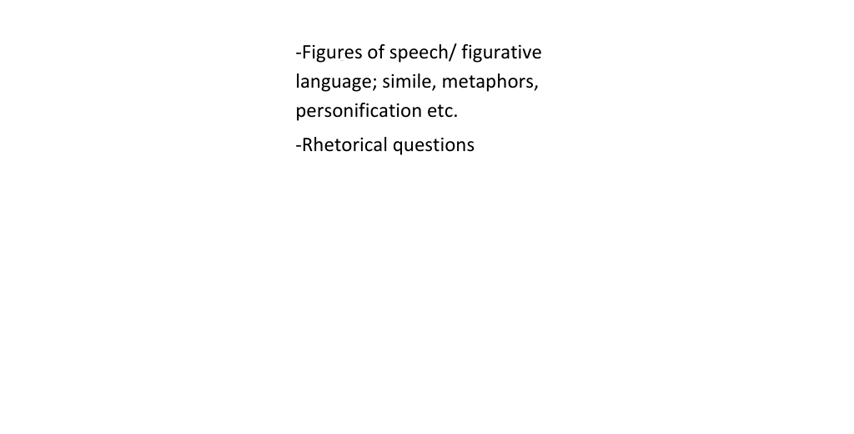 -Figures of speech/ figurative
language; simile, metaphors,
personification etc.
-Rhetorical questions